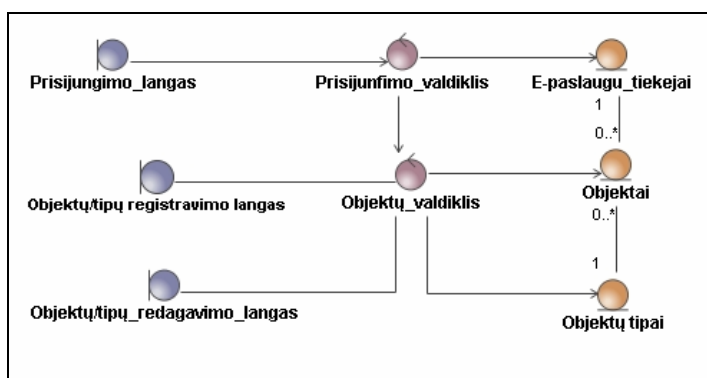 Prisijungimo_langas
Prisijunfimo_valdiklis
E-paslaugu_tiekejai
1
0..*
Objektų/tipų registravimo langas
Objektų_valdiklis
Objektai
0..*
1
Objektų/tipų_redagavimo_langas
Objektų tipai